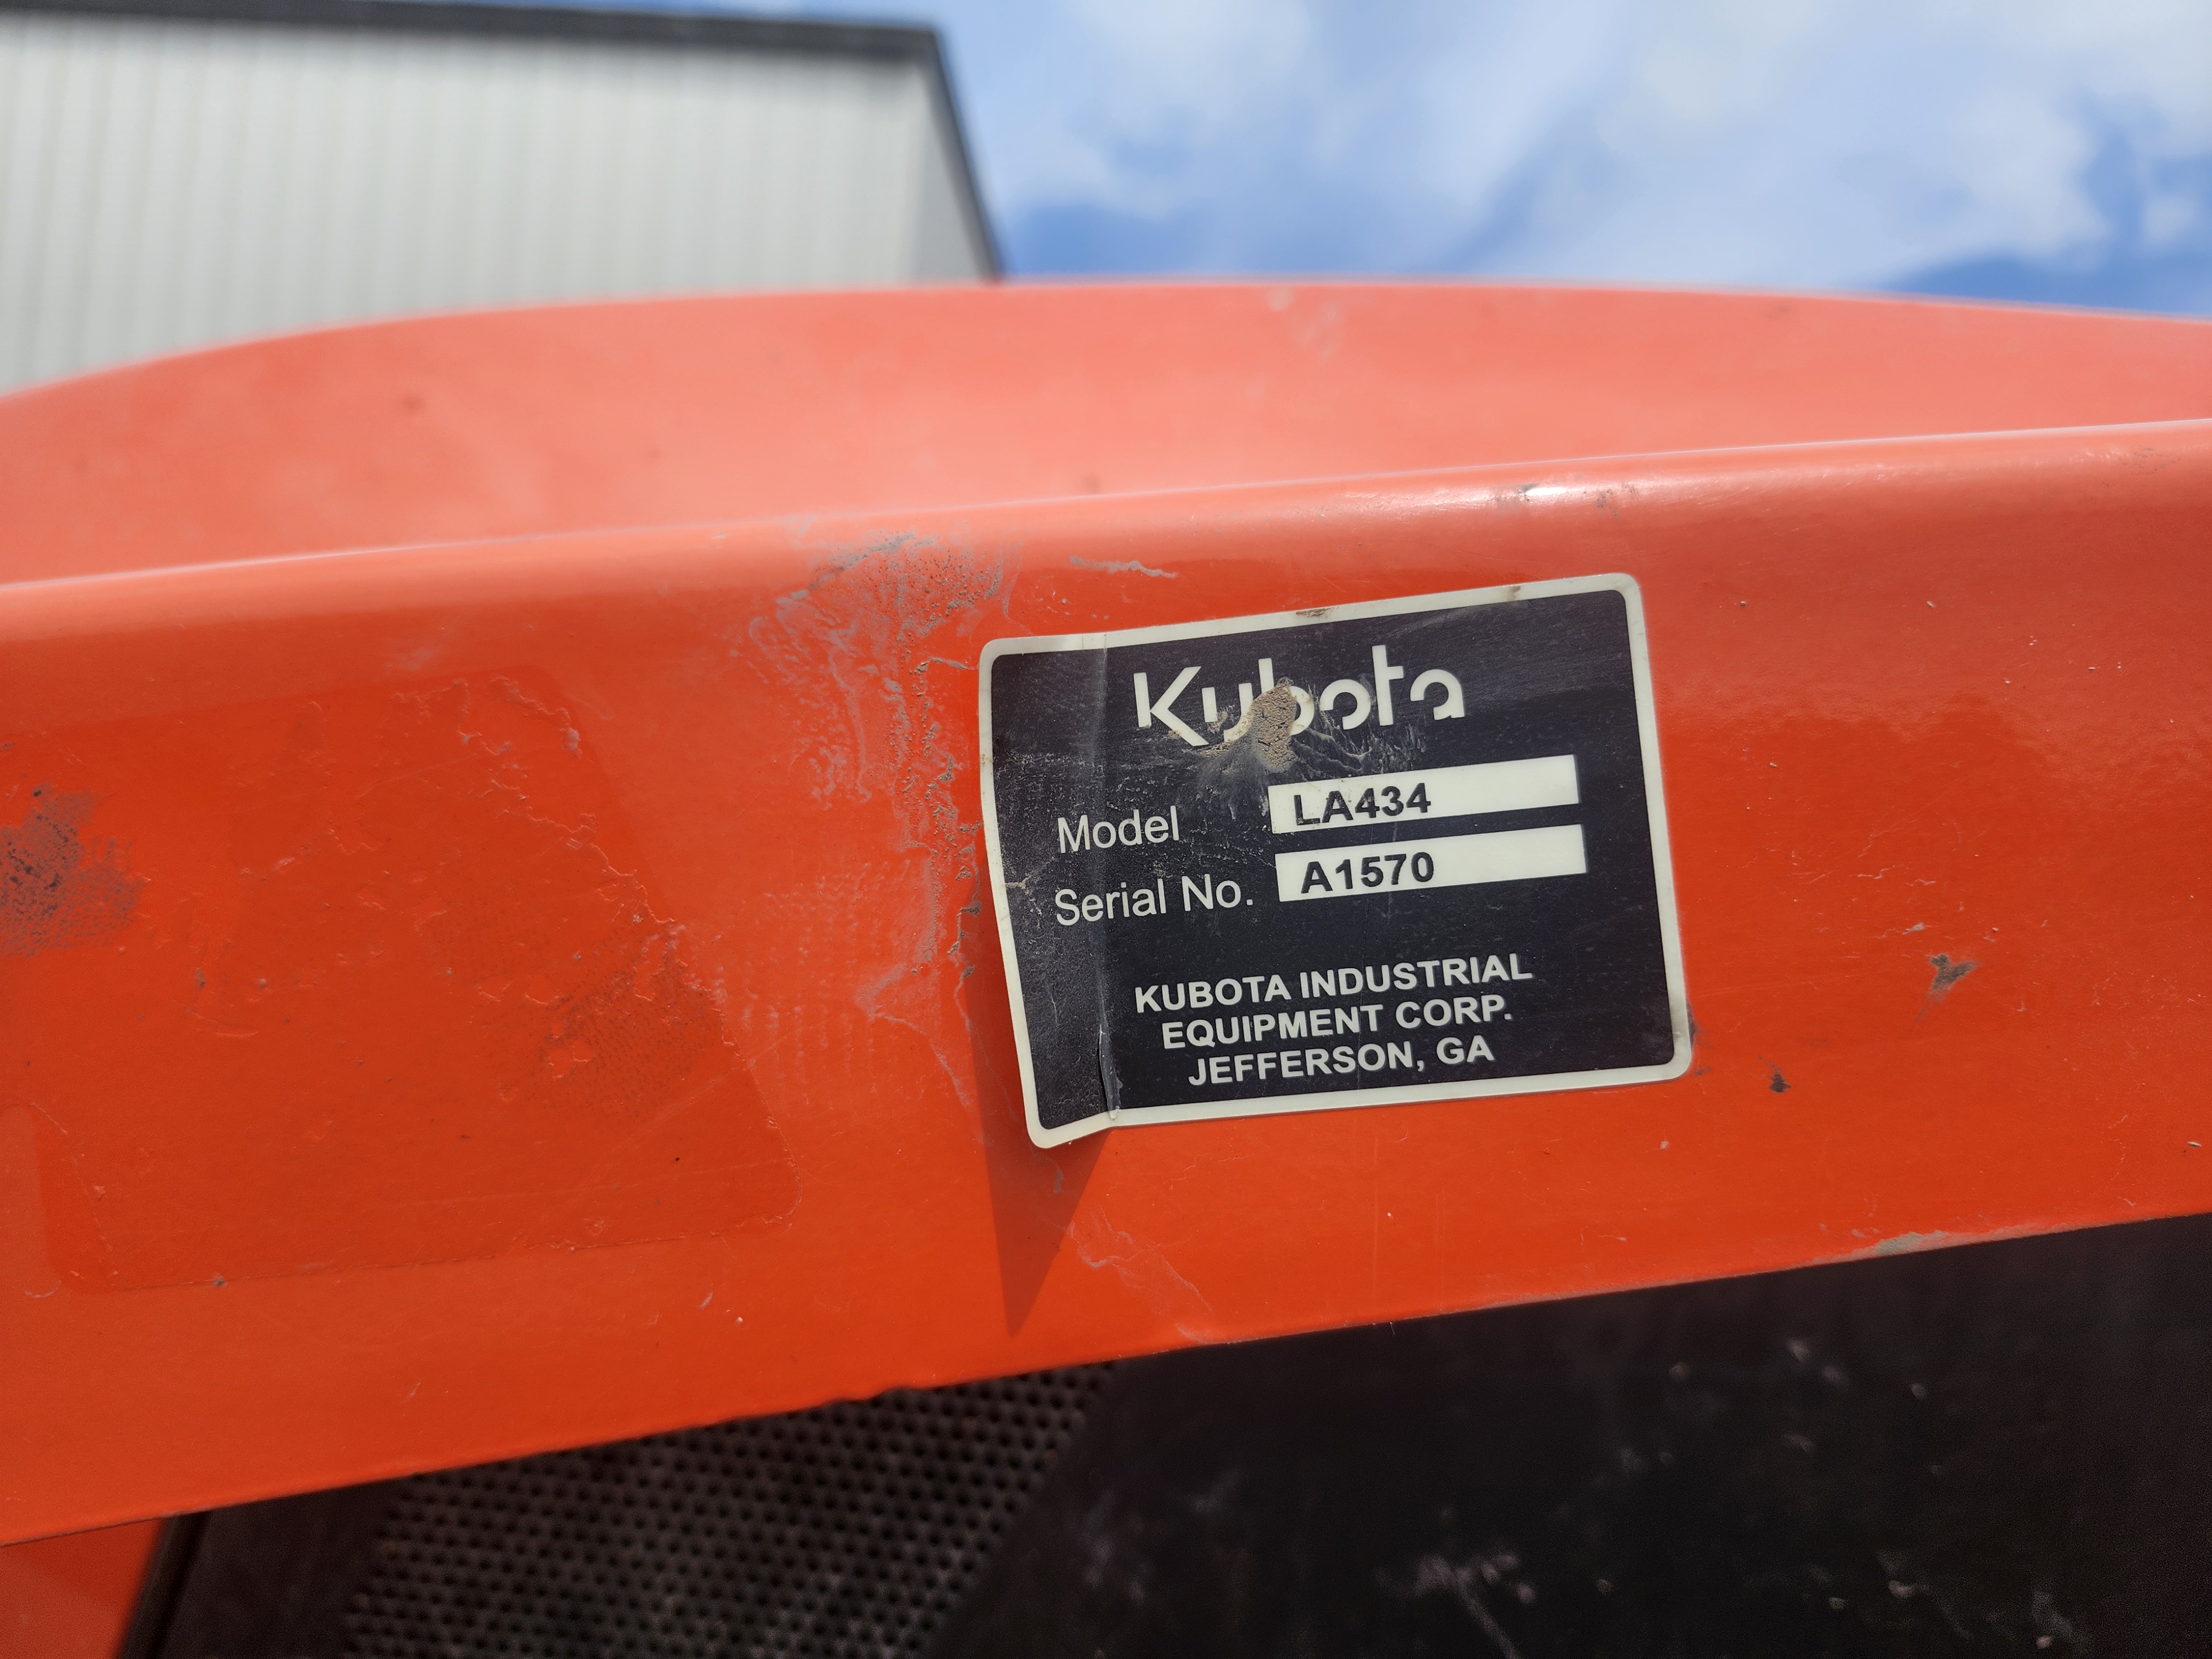 Kubota
Model LA434
Serial No. A1570
KUBOTA INDUSTRIAL
EQUIPMENT CORP.
JEFFERSON, GA